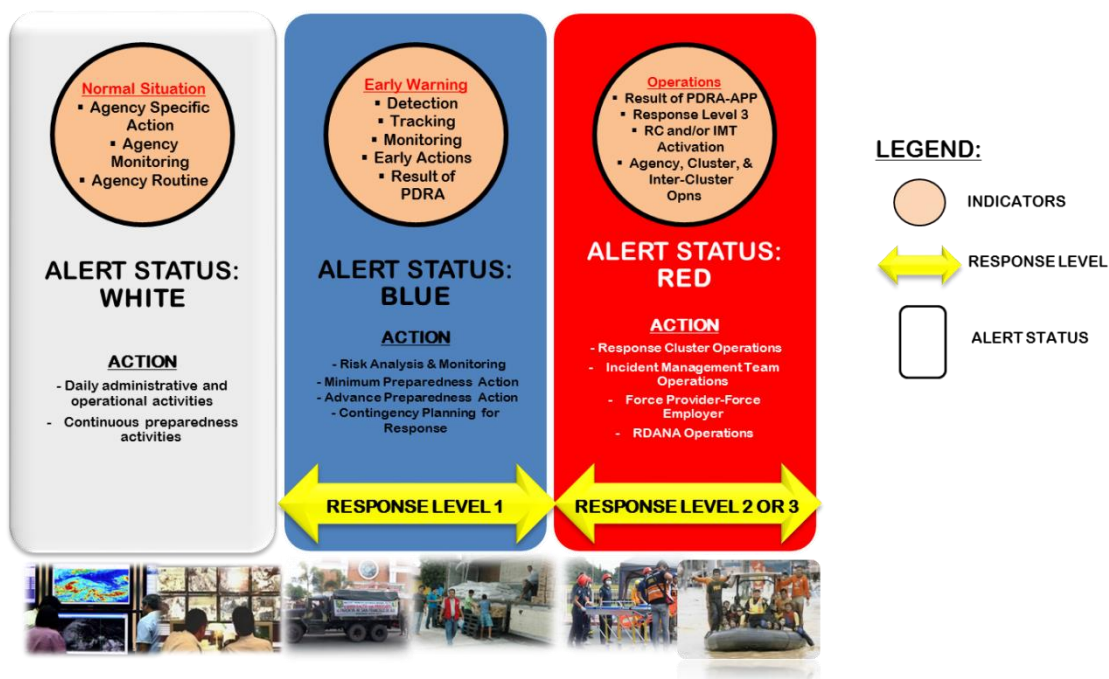 Normal Situation
▪ Agency Specific
Action
▪ Agency
Monitoring
▪ Agency Routine
ALERT STATUS:
WHITE
ACTION
- Daily administrative and
operational activities
- Continuous preparedness
activities
Early Warning
▪ Detection
▪ Tracking
▪ Monitoring
▪ Early Actions
▪ Result of
PDRA
ALERT STATUS:
BLUE
ACTION
- Risk Analysis & Monitoring
- Minimum Preparedness Action
- Advance Preparedness Action
- Contingency Planning for
Response
RESPONSE LEVEL 1
Operations
▪ Result of PDRA-APP
▪ Response Level 3
▪ RC and/or IMT
Activation
▪ Agency, Cluster, &
Inter-Cluster
Opns
ALERT STATUS:
RED
ACTION
- Response Cluster Operations
- Incident Management Team
Operations
- Force Provider-Force
Employer
- RDANA Operations
RESPONSE LEVEL 2 OR 3
LEGEND:
INDICATORS
RESPONSE LEVEL
ALERT STATUS